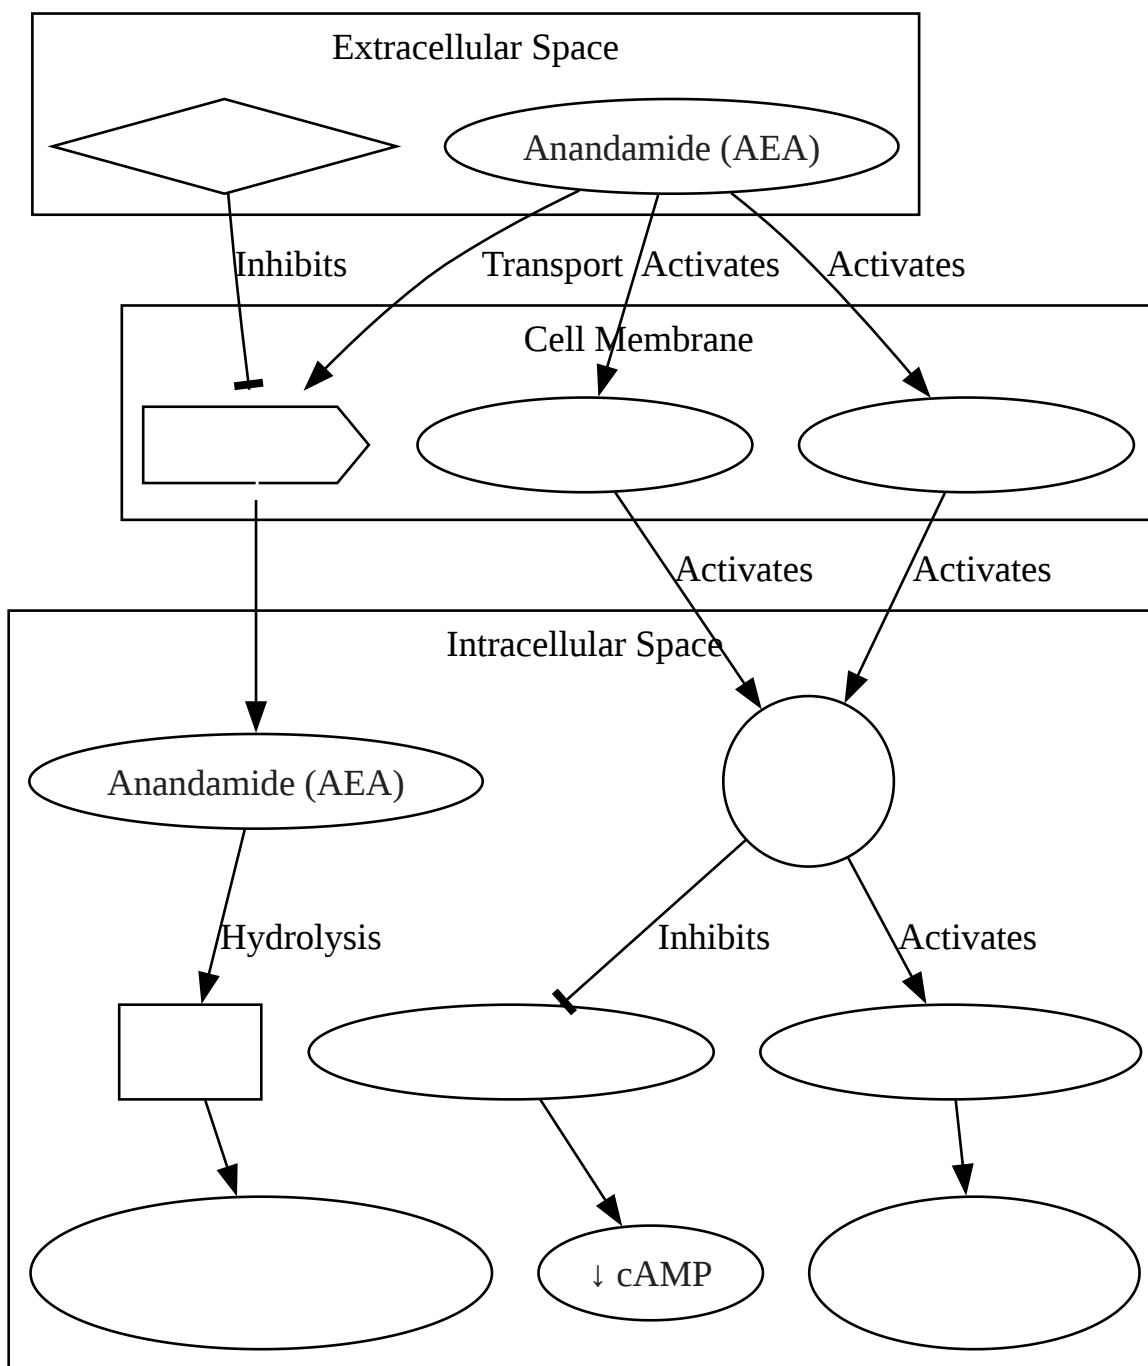 Extracellular Space
Anandamide (AEA)
Inhibits
Transport
Activates
Activates
Cell Membrane
Activates
Activates
Intracellular Space
Anandamide (AEA)
Hydrolysis
Inhibits
Activates
↓ cAMP